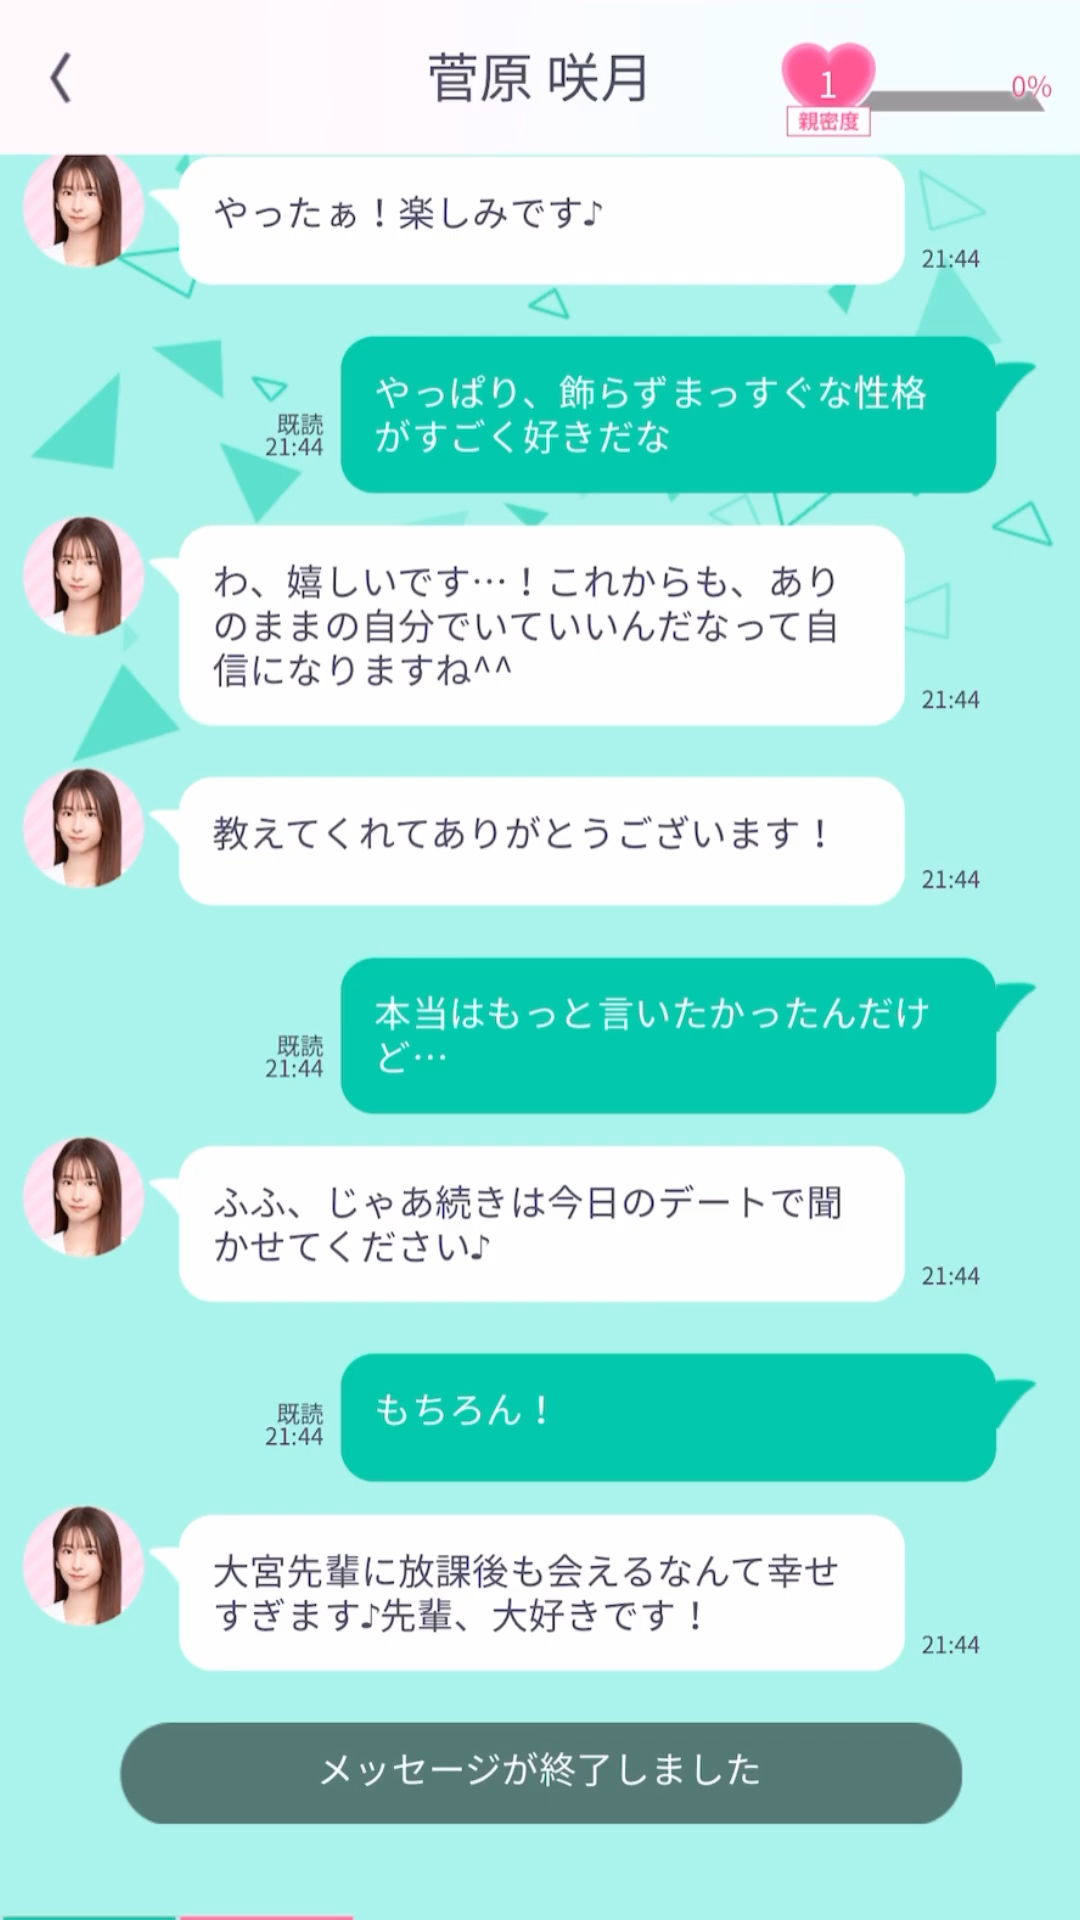 菅原 咲月
1
親密度
0%
やったぁ！楽しみです♪
21:44
やっぱり、飾らずまっすぐな性格
がすごく好きだな
既読
21:44
わ、嬉しいです…！これからも、あり
のままの自分でいていいんだなって自
信になりますね^^
21:44
教えてくれてありがとうございます！
21:44
本当はもっと言いたかったんだけ
ど…
既読
21:44
ふふ、じゃあ続きは今日のデートで聞
かせてください♪
21:44
もちろん！
既読
21:44
大宮先輩に放課後も会えるなんて幸せ
すぎます♪先輩、大好きです！
21:44
メッセージが終了しました